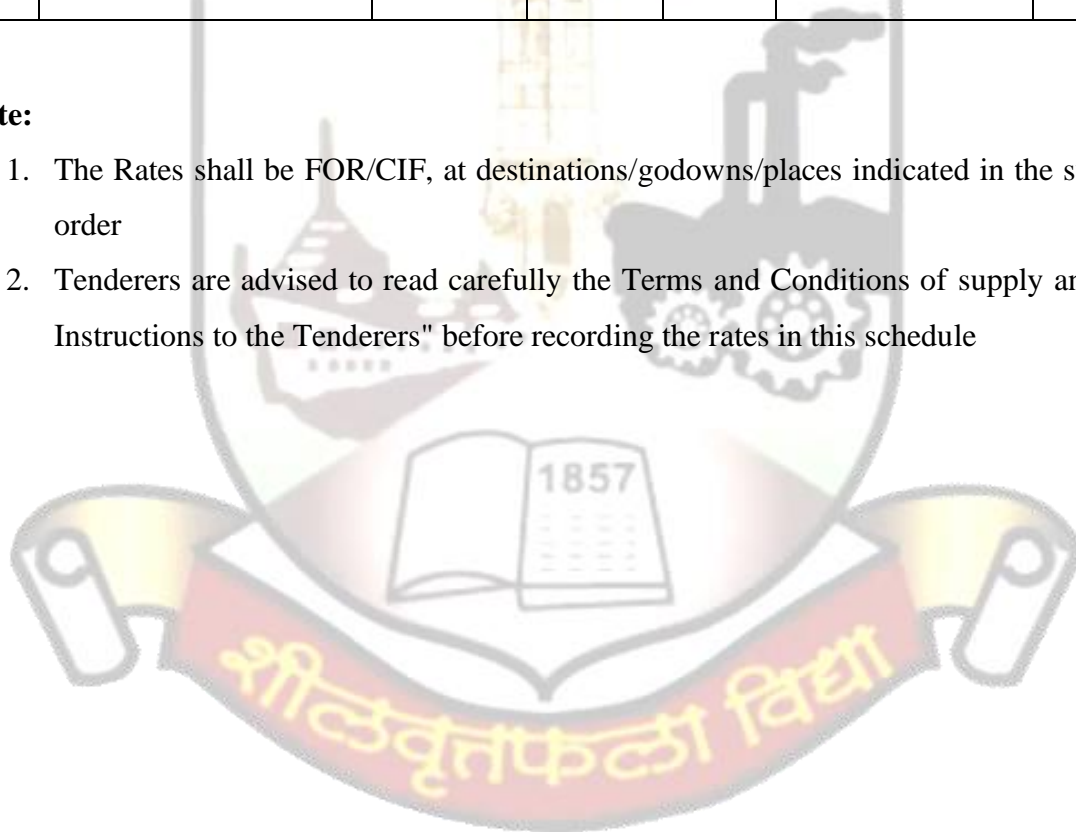 te:
1. The Rates shall be FOR/CIF, at destinations/godowns/places indicated in the s
order
2. Tenderers are advised to read carefully the Terms and Conditions of supply an
Instructions to the Tenderers" before recording the rates in this schedule
1857
शीलवृत्तफला विद्या